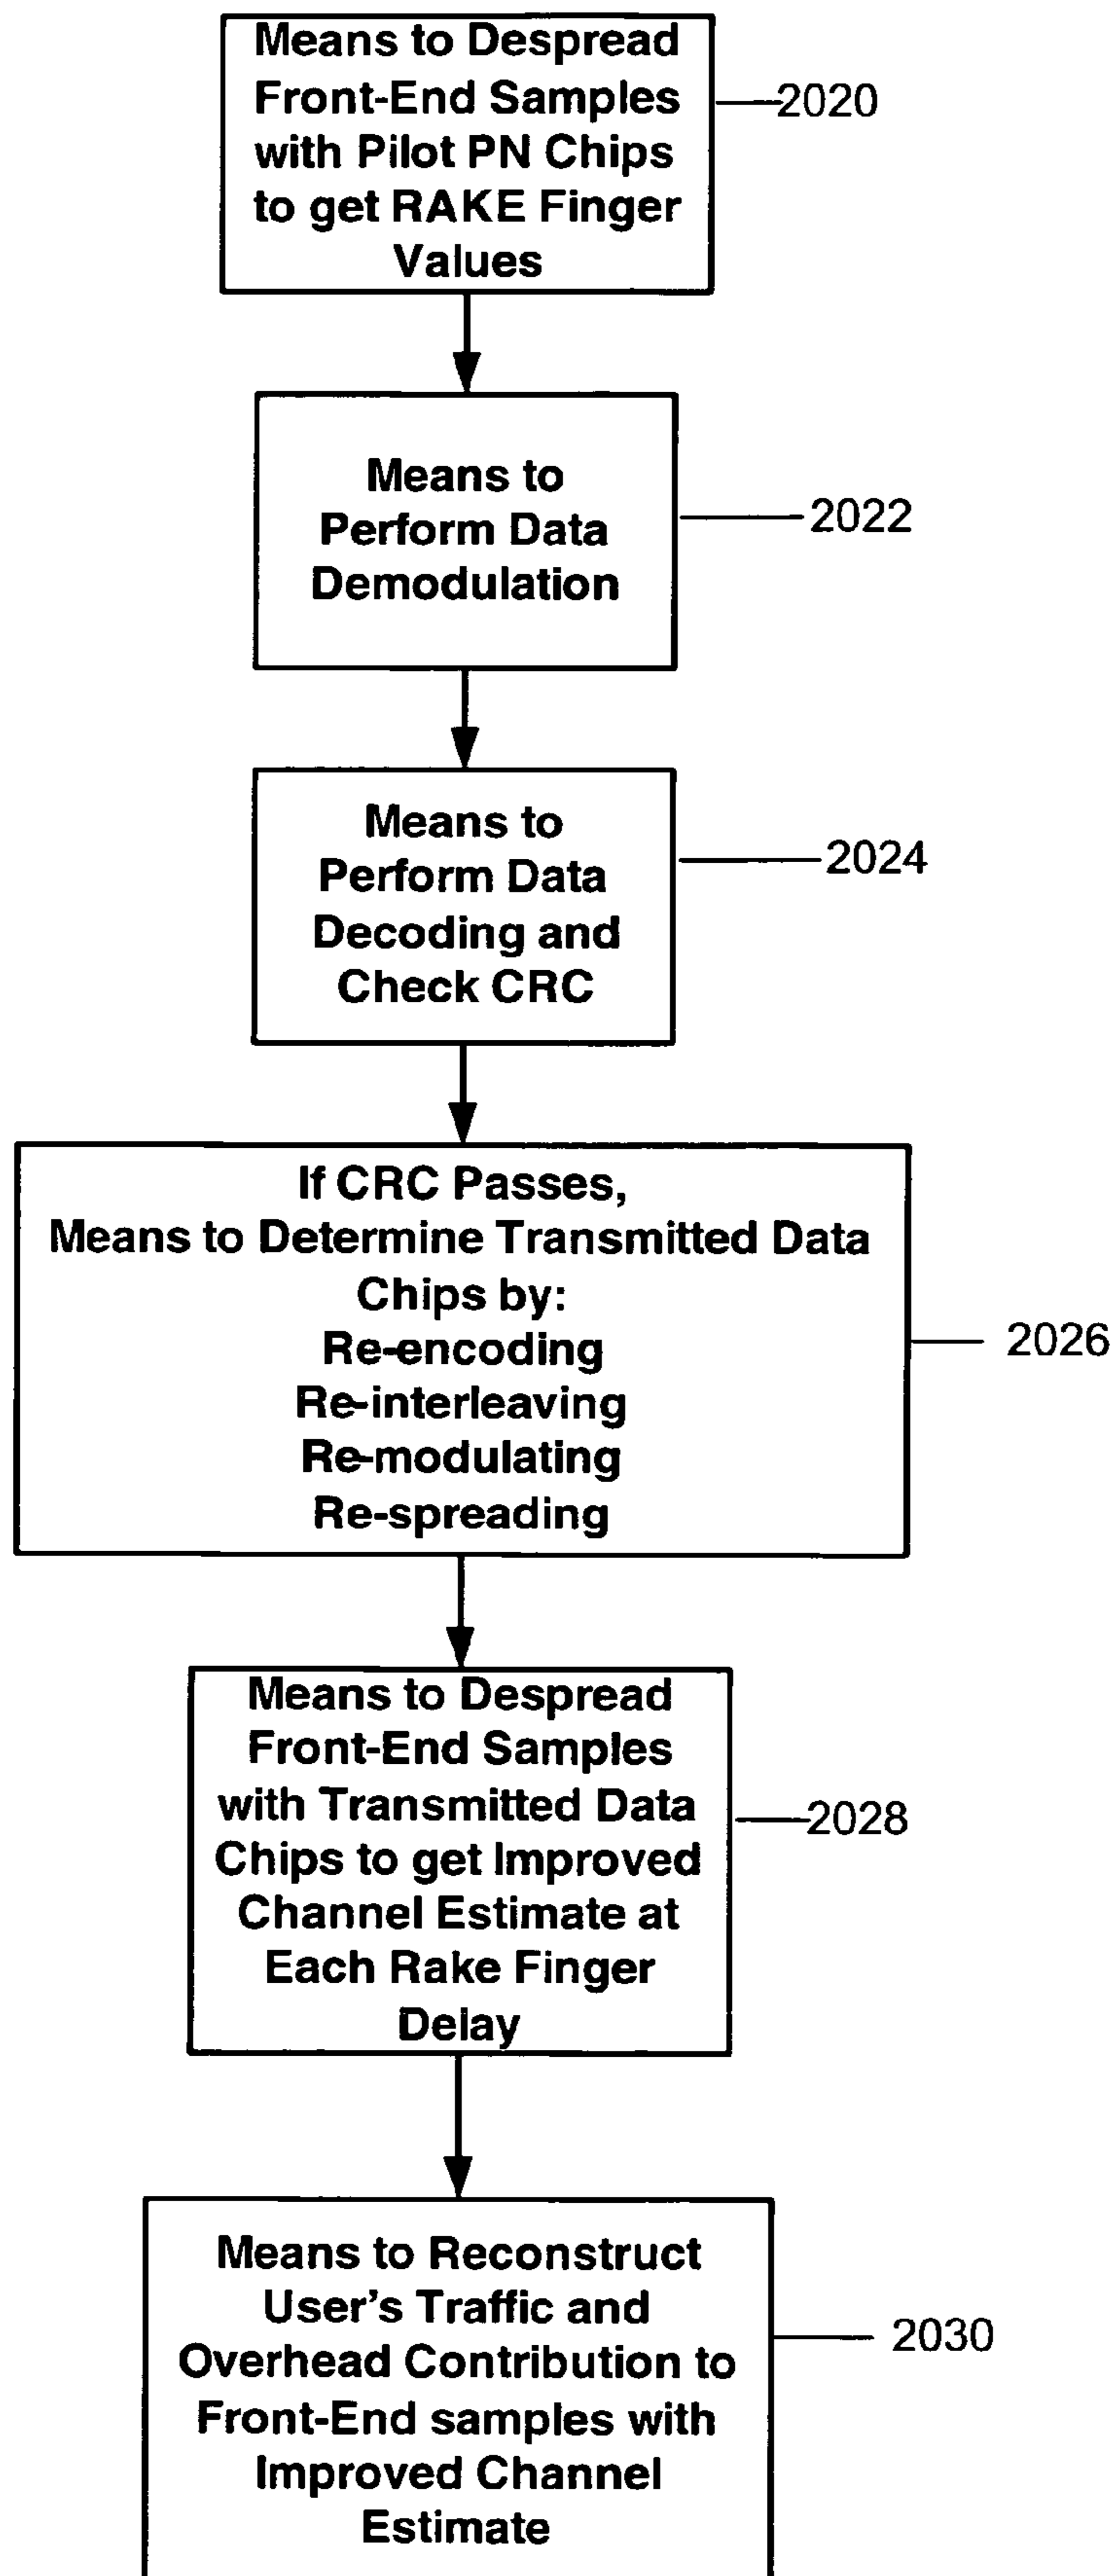 Means to Despread
Front-End Samples
with Pilot PN Chips
to get RAKE Finger
Values
2020
Means to
Perform Data
Demodulation
2022
Means to
Perform Data
Decoding and
Check CRC
2024
If CRC Passes,
Means to Determine Transmitted Data
Chips by:
Re-encoding
Re-interleaving
Re-modulating
Re-spreading
2026
Means to Despread
Front-End Samples
with Transmitted Data
Chips to get Improved
Channel Estimate at
Each Rake Finger
Delay
2028
Means to Reconstruct
User's Traffic and
Overhead Contribution to
Front-End samples with
Improved Channel
Estimate
2030